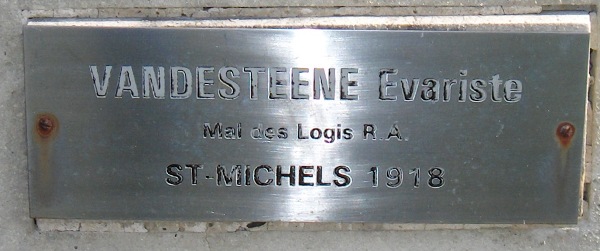 VANDESTEENE Evariste
Mal des Logis R.A.
ST-MICHELS 1918